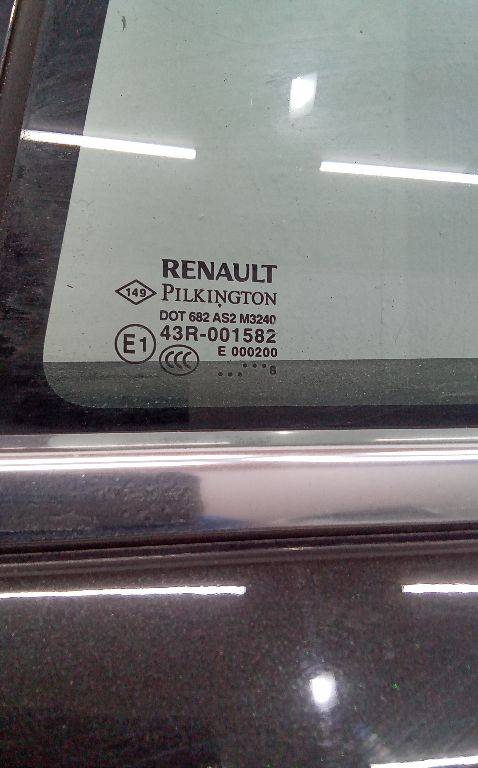 RENAULT
149 PILKINGTON
DOT 682 AS2 M3240
E1 43R-001582
CCC E 000200
8